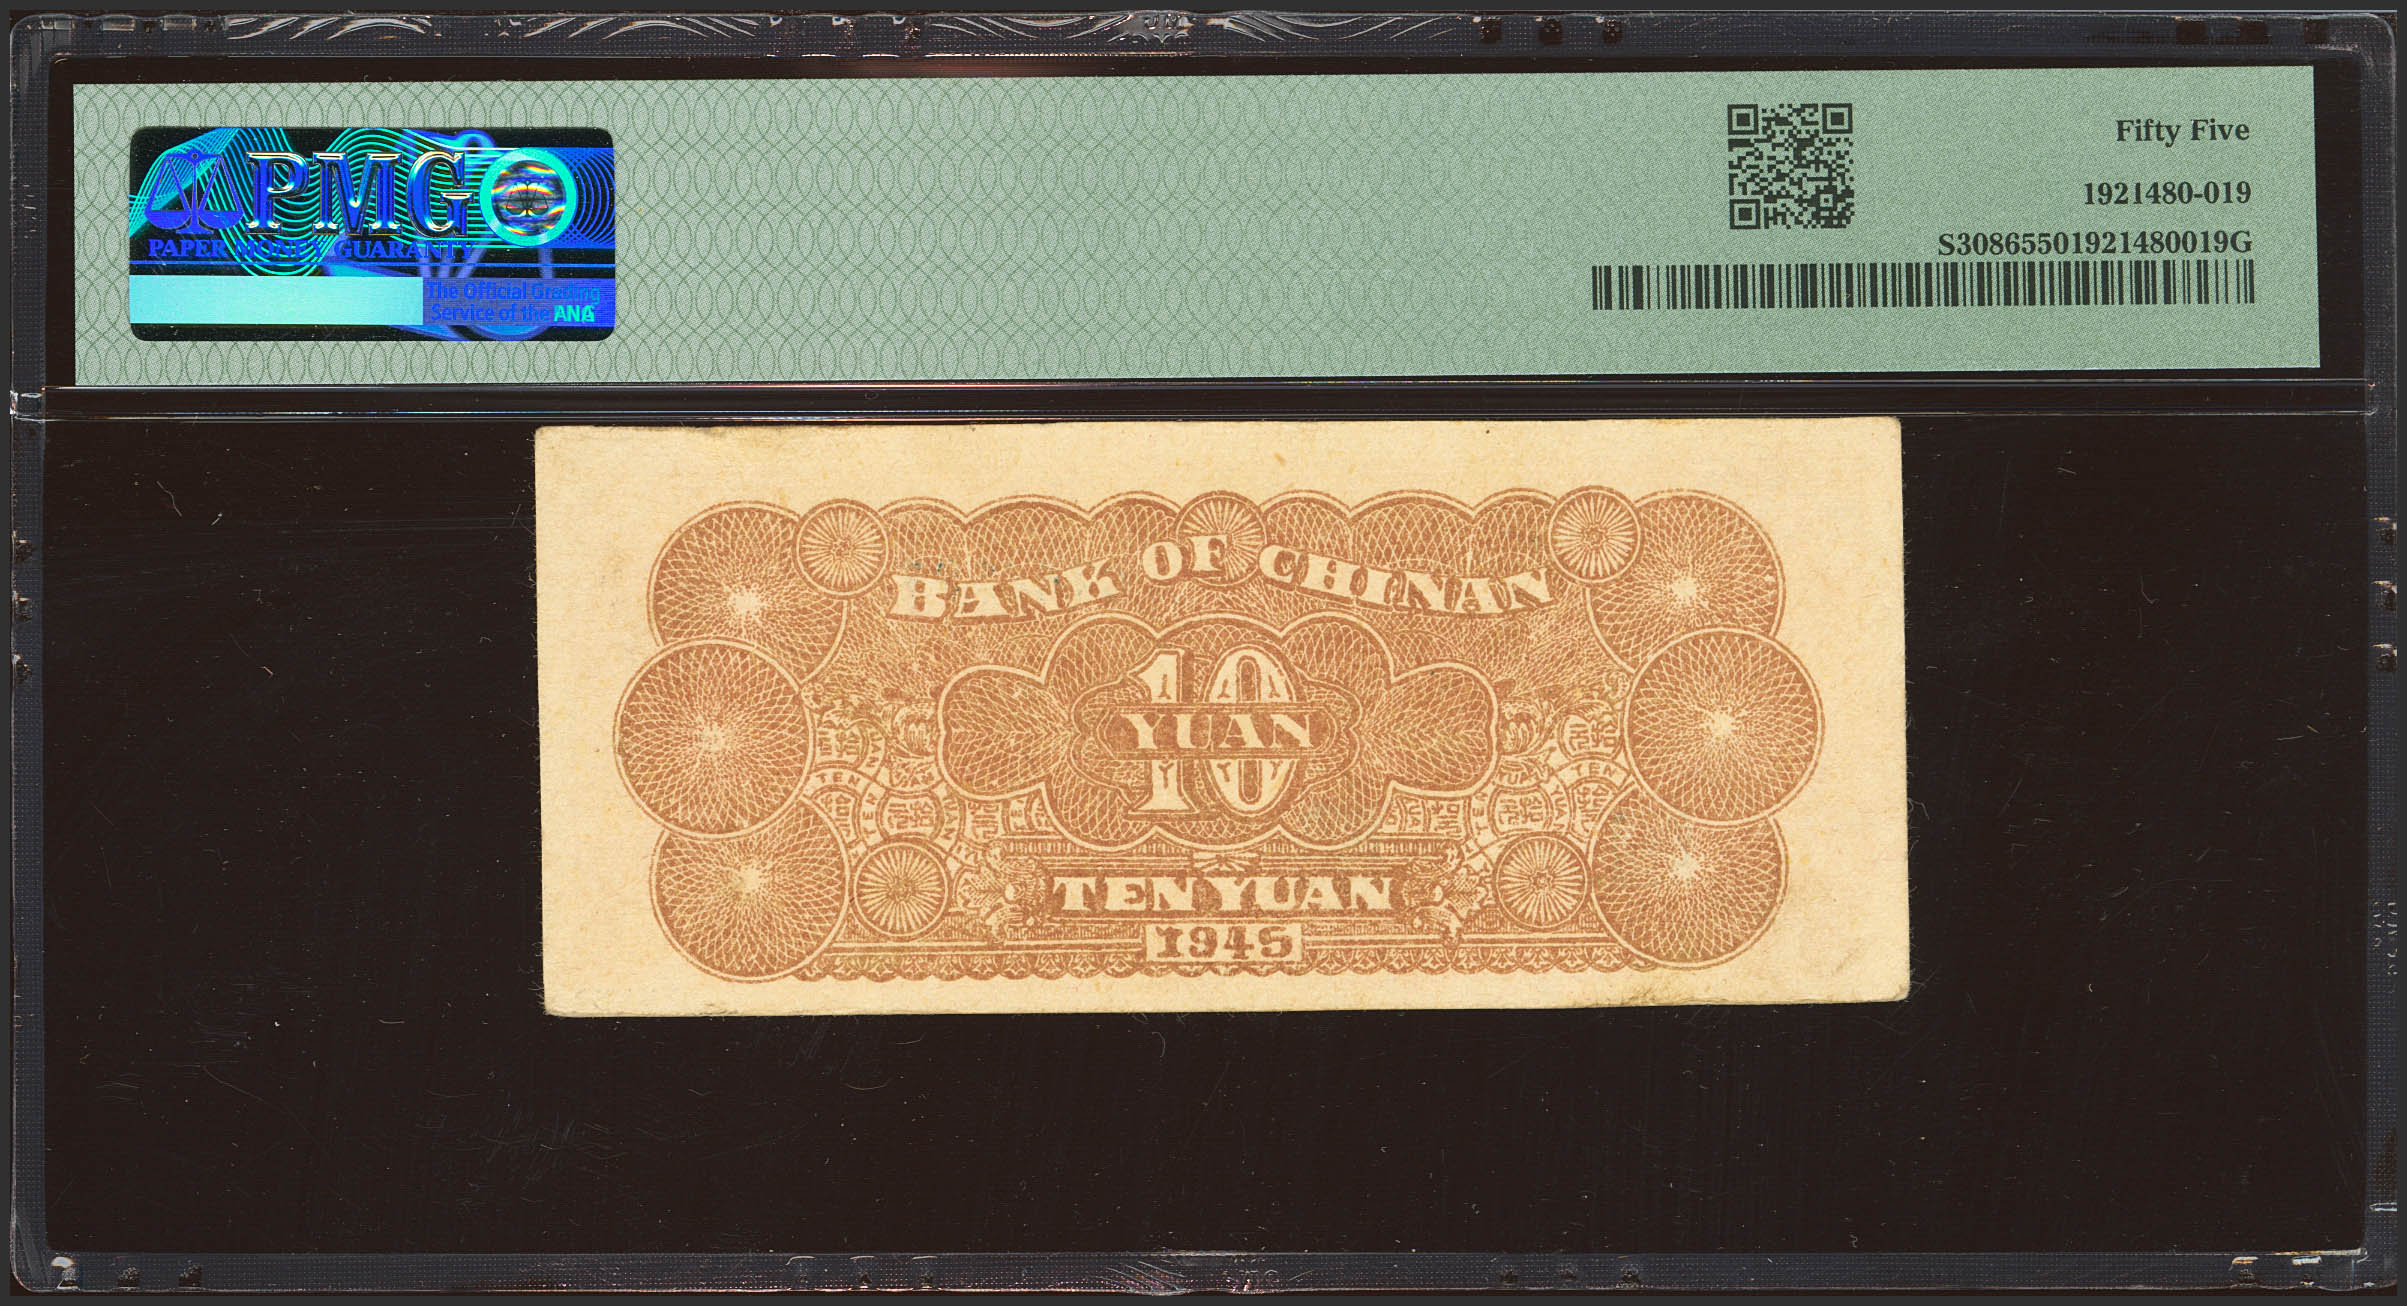 PMG
PAPER MONEY GUARANTY
The Official Grading
Service of the ANA
Fifty Five
1921480-019
S30865501921480019G
BANK OF CHINAN
10
YUAN
TEN YUAN
1945